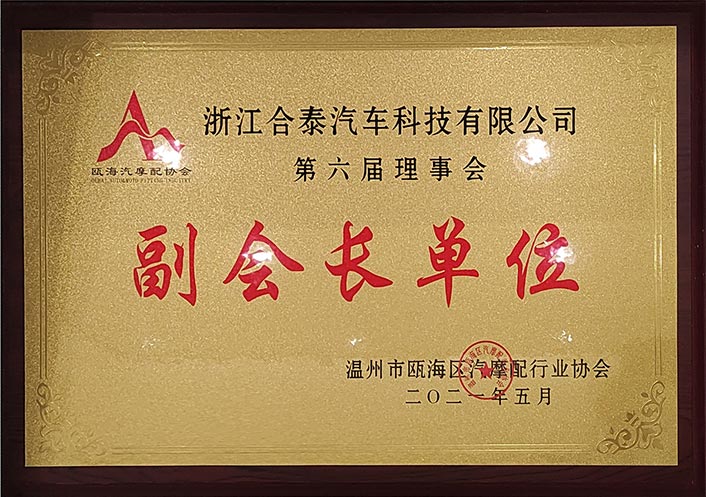 浙江合泰汽车科技有限公司
瓯海汽摩配协会
第六届理事会
副会长单位
温州市瓯海区汽摩配行业协会
二〇二一年五月